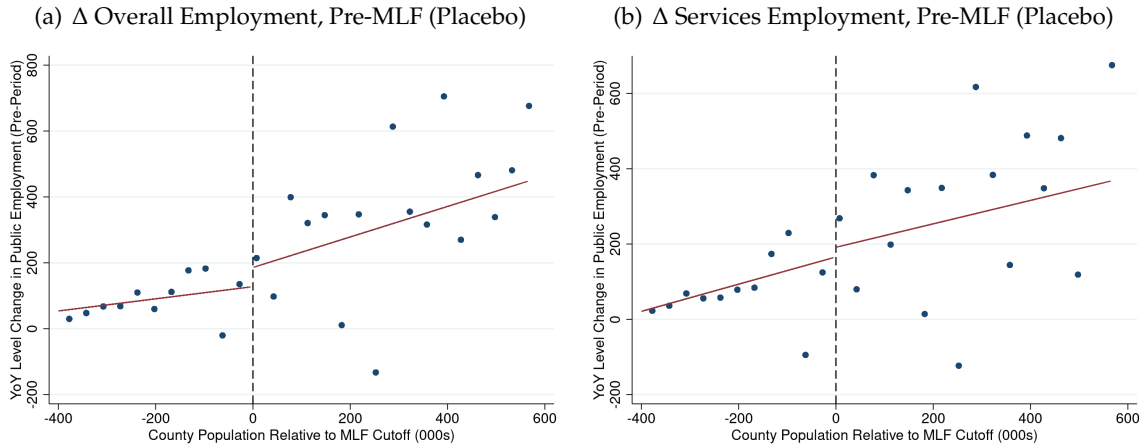 (a) Δ Overall Employment, Pre-MLF (Placebo)
YoY Level Change in Public Employment (Pre-Period)
800
600
400
200
0
-200
-400 -200 0 200 400 600
County Population Relative to MLF Cutoff (000s)
(b) Δ Services Employment, Pre-MLF (Placebo)
YoY Level Change in Public Employment (Pre-Period)
600
400
200
0
-200
-400 -200 0 200 400 600
County Population Relative to MLF Cutoff (000s)